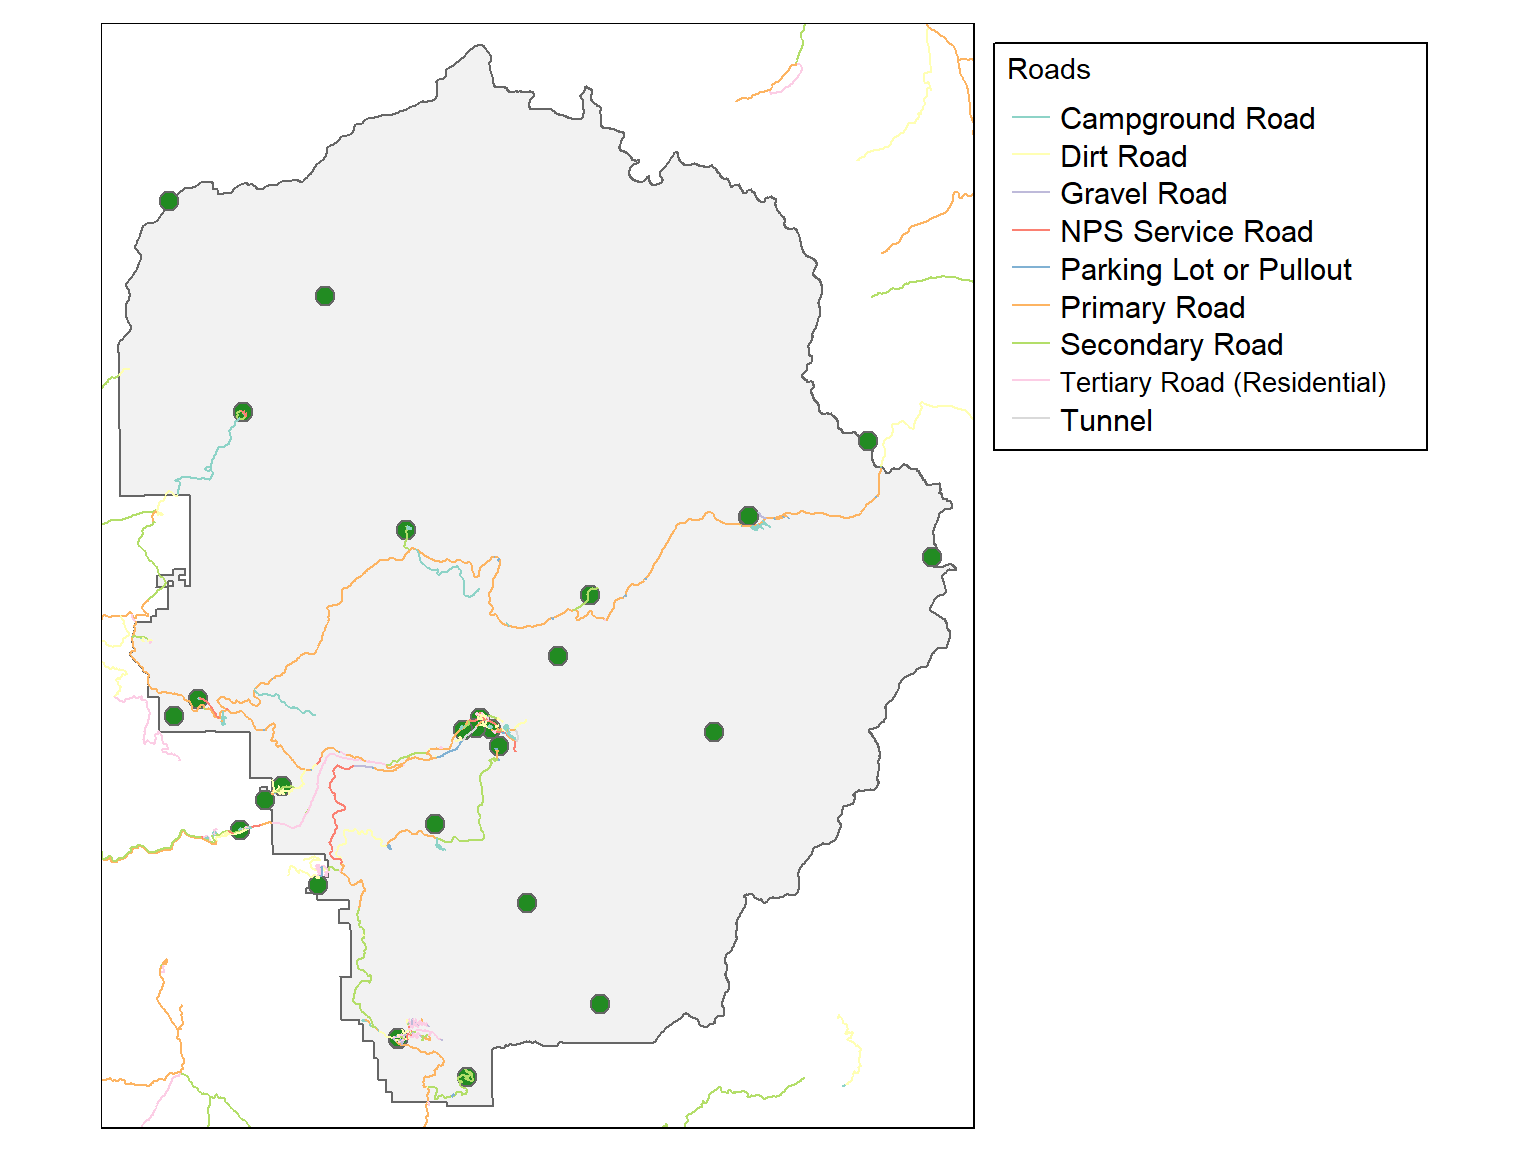 Roads
Campground Road
Dirt Road
Gravel Road
NPS Service Road
Parking Lot or Pullout
Primary Road
Secondary Road
Tertiary Road (Residential)
Tunnel